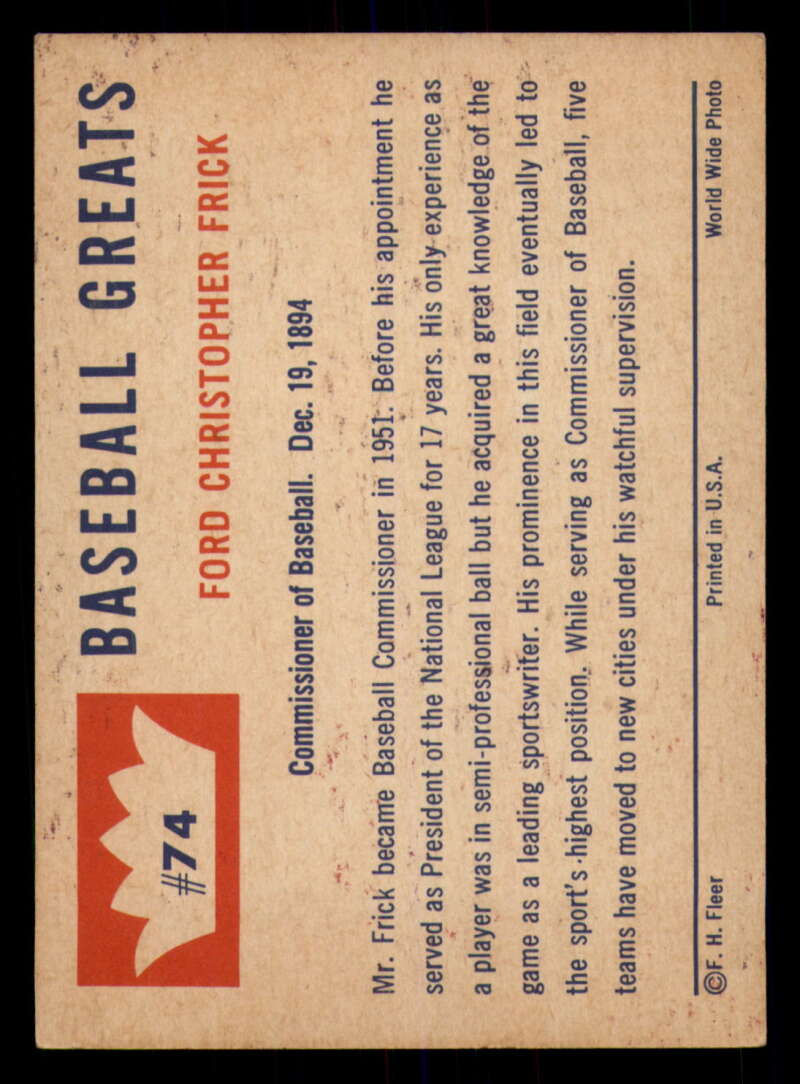 BASEBALL GREATS
#74
FORD CHRISTOPHER FRICK
Commissioner of Baseball. Dec. 19, 1894
Mr. Frick became Baseball Commissioner in 1951. Before his appointment he
served as President of the National League for 17 years. His only experience as
a player was in semi-professional ball but he acquired a great knowledge of the
game as a leading sportswriter. His prominence in this field eventually led to
the sport's highest position. While serving as Commissioner of Baseball, five
teams have moved to new cities under his watchful supervision.
©F. H. Fleer Printed in U.S.A. World Wide Photo